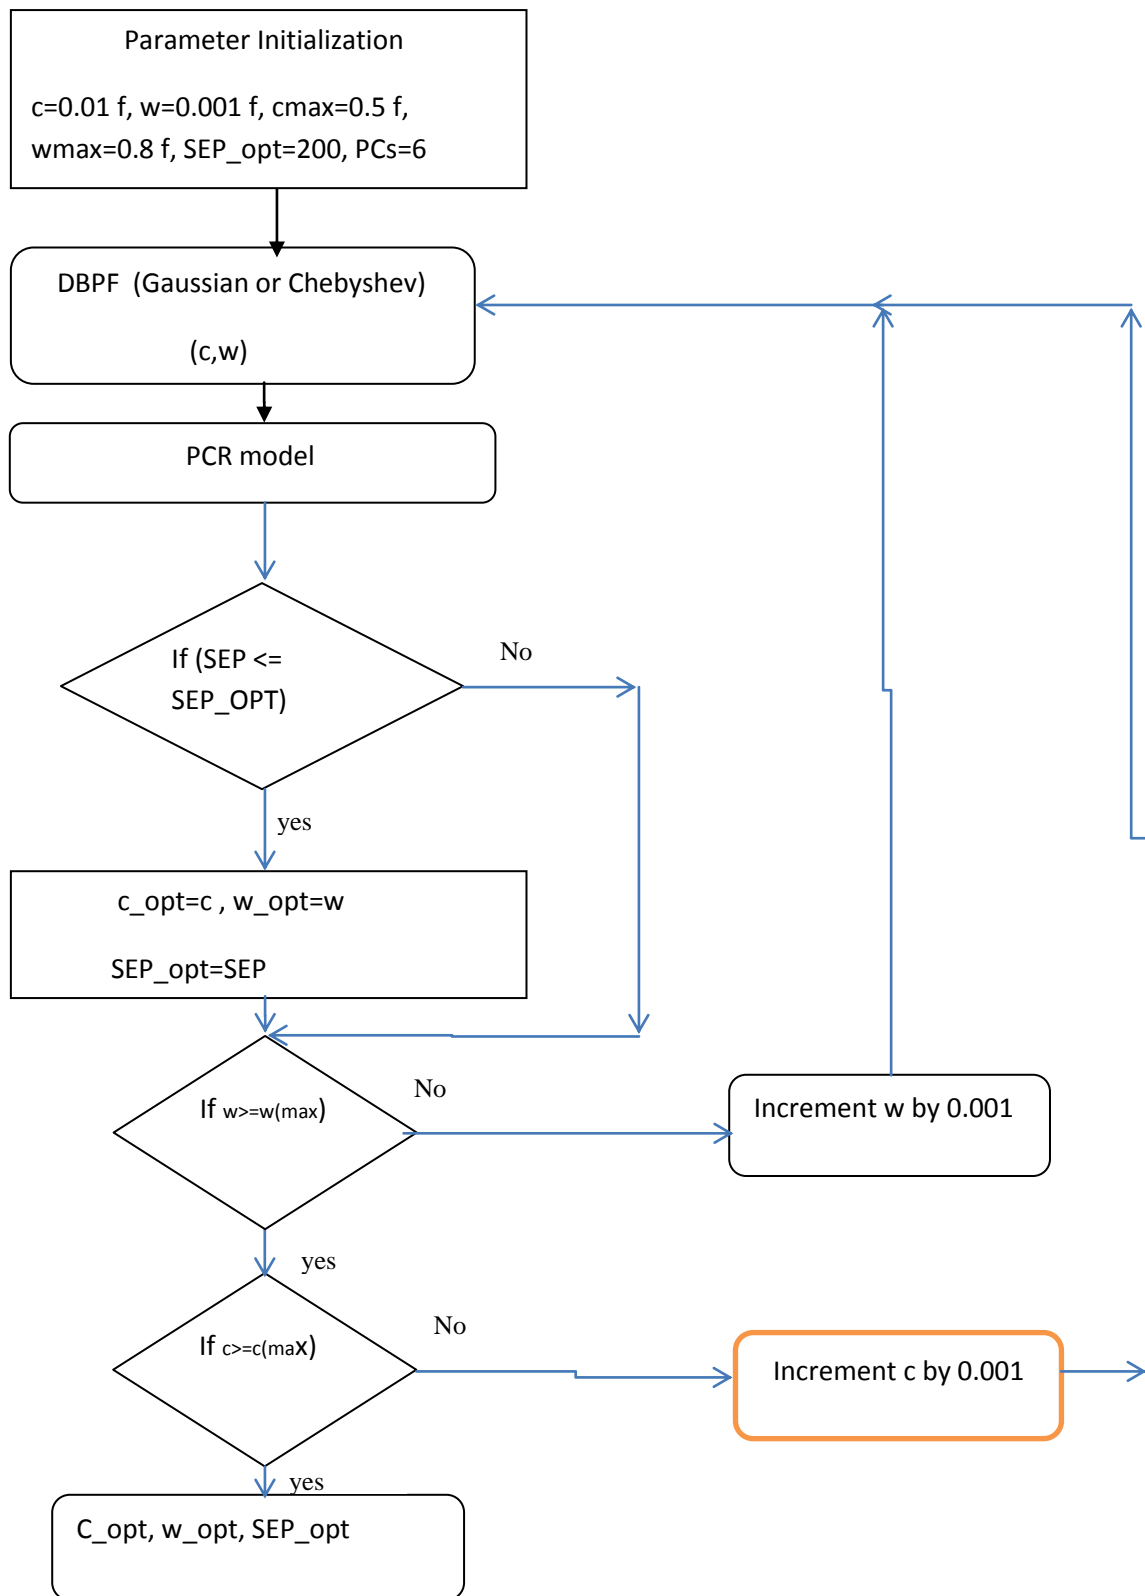 Parameter Initialization
c=0.01 f, w=0.001 f, cmax=0.5 f,
wmax=0.8 f, SEP_opt=200, PCs=6
DBPF (Gaussian or Chebyshev)
(c,w)
PCR model
If (SEP <=
SEP_OPT)
No
yes
c_opt=c , w_opt=w
SEP_opt=SEP
If w>=w(max)
No
Increment w by 0.001
yes
If c>=c(max)
No
Increment c by 0.001
yes
C_opt, w_opt, SEP_opt